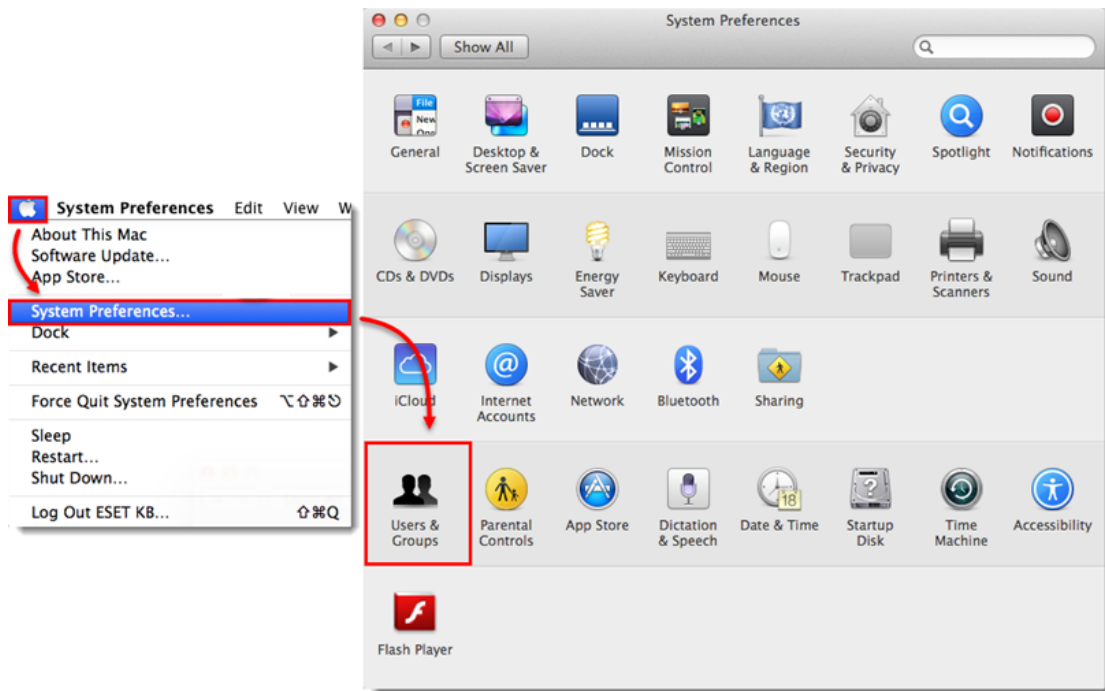 System Preferences
Show All
File
New
General
Desktop &
Screen Saver
Dock
Mission
Control
Language
& Region
Security
& Privacy
Spotlight
Notifications
System Preferences Edit View W
About This Mac
Software Update...
App Store...
System Preferences...
Dock ▶
Recent Items ▶
Force Quit System Preferences ⌥⇧⌘⎋
Sleep
Restart...
Shut Down...
Log Out ESET KB... ⇧⌘Q
CDs & DVDs
Displays
Energy
Saver
Keyboard
Mouse
Trackpad
Printers &
Scanners
Sound
iCloud
@
Internet
Accounts
Network
Bluetooth
Sharing
Users &
Groups
Parental
Controls
App Store
Dictation
& Speech
18
Date & Time
?
Startup
Disk
Time
Machine
Accessibility
Flash Player